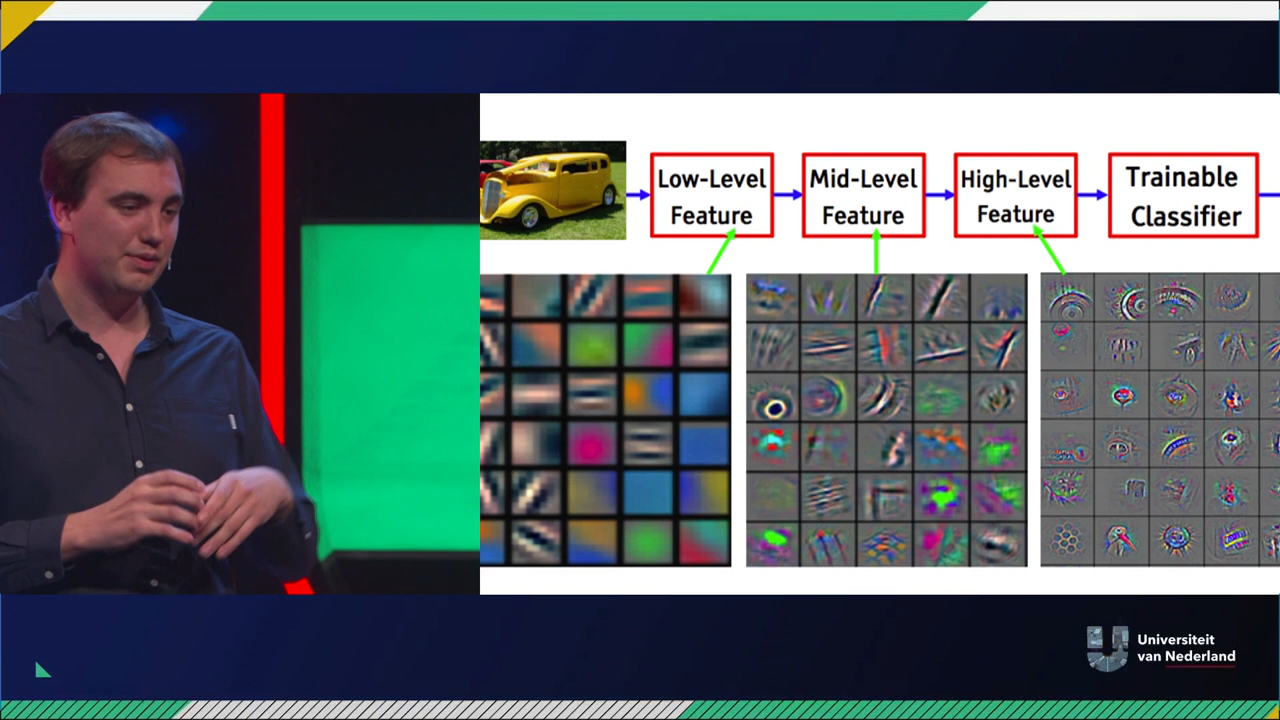 Low-Level
Feature
Mid-Level
Feature
High-Level
Feature
Trainable
Classifier
Universiteit
van Nederland